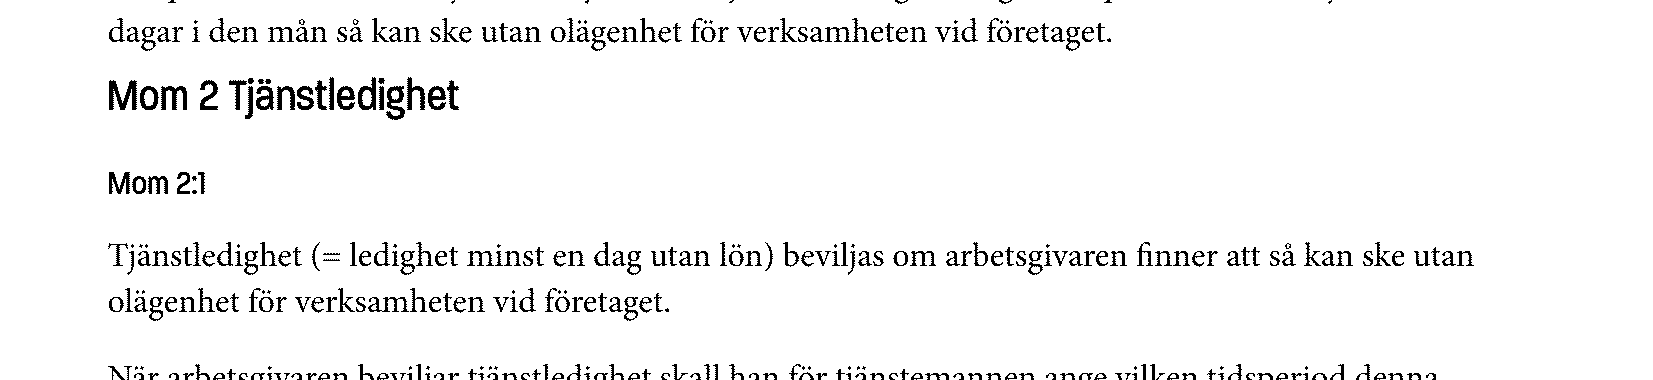 dagar i den mån så kan ske utan olägenhet för verksamheten vid företaget.
Mom 2 Tjänstledighet
Mom 2:1
Tjänstledighet (= ledighet minst en dag utan lön) beviljas om arbetsgivaren finner att så kan ske utan
olägenhet för verksamheten vid företaget.
När arbetsgivaren beviljar tjänstledighet skall han för tjänstemannen ange vilken tidsperiod denna